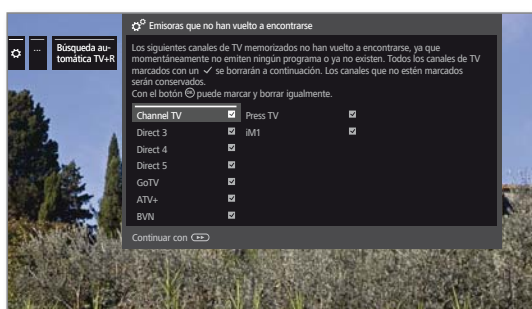 Emisoras que no han vuelto a encontrarse
...
Búsqueda au-
tomática TV+R
Los siguientes canales de TV memorizados no han vuelto a encontrarse, ya que
momentáneamente no emiten ningún programa o ya no existen. Todos los canales de TV
marcados con un ✓ se borrarán a continuación. Los canales que no estén marcados
serán conservados.
Con el botón OK puede marcar y borrar igualmente.
Channel TV
Press TV
Direct 3
iM1
Direct 4
Direct 5
GoTV
ATV+
BVN
Continuar con